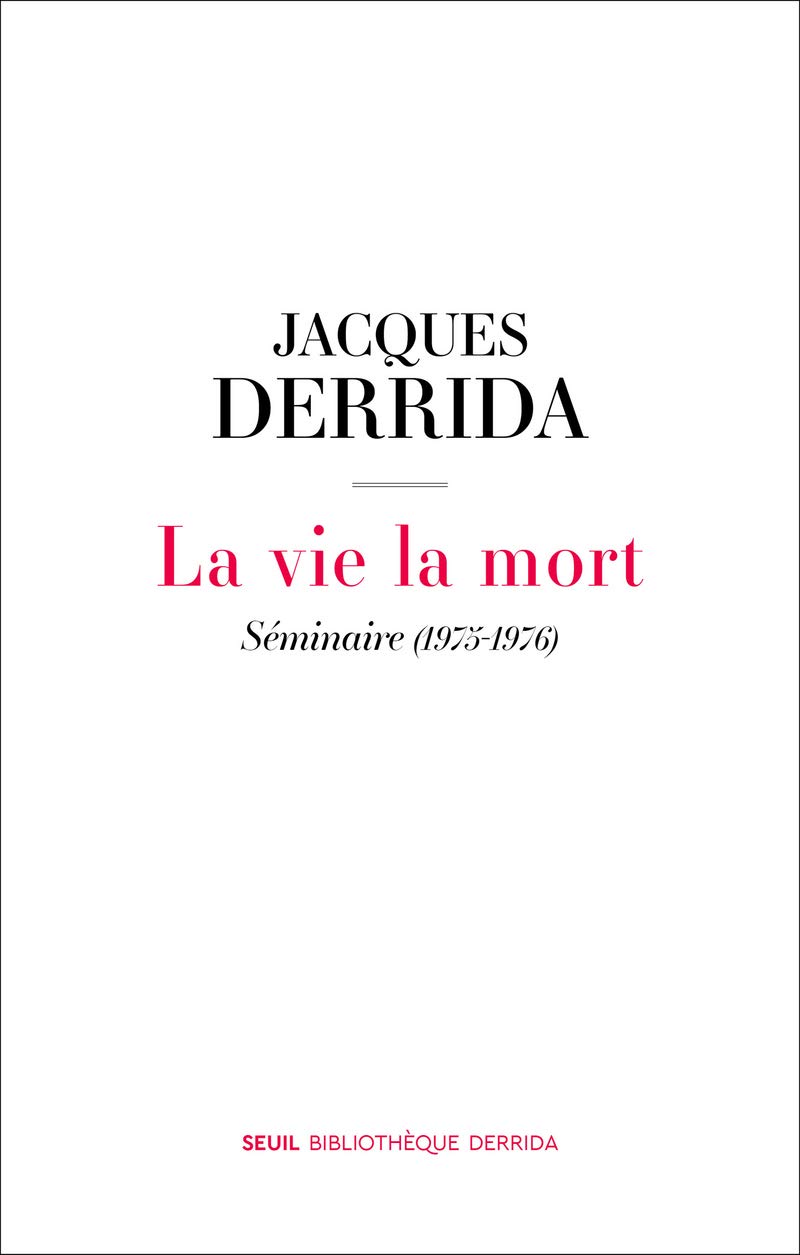 JACQUES
DERRIDA
La vie la mort
Séminaire (1975-1976)
SEUIL BIBLIOTHÈQUE DERRIDA